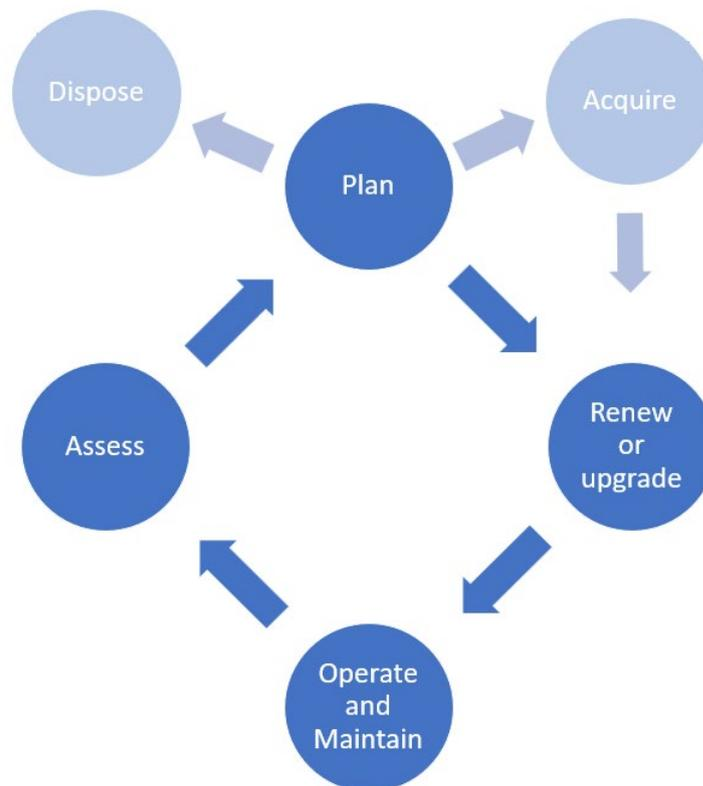 Dispose
Acquire
Plan
Assess
Renew
or
upgrade
Operate
and
Maintain